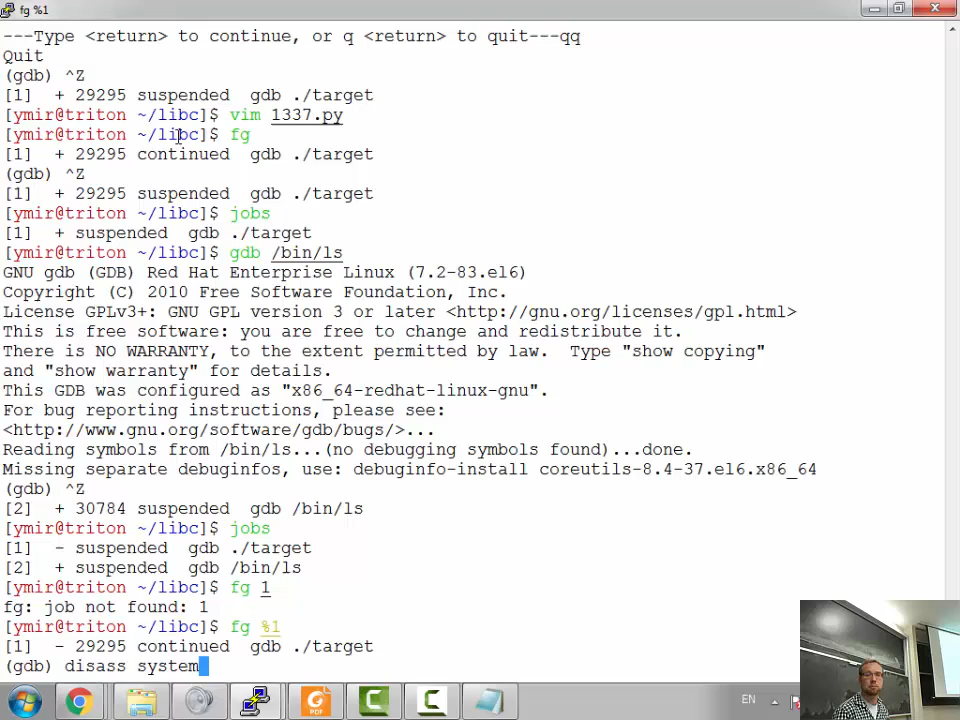 fg %1
---Type <return> to continue, or q <return> to quit---qq
Quit
(gdb) ^Z
[1]  + 29295 suspended  gdb ./target
[ymir@triton ~/libc]$ vim 1337.py
[ymir@triton ~/libc]$ fg
[1]  + 29295 continued  gdb ./target
(gdb) ^Z
[1]  + 29295 suspended  gdb ./target
[ymir@triton ~/libc]$ jobs
[1]  + suspended  gdb ./target
[ymir@triton ~/libc]$ gdb /bin/ls
GNU gdb (GDB) Red Hat Enterprise Linux (7.2-83.el6)
Copyright (C) 2010 Free Software Foundation, Inc.
License GPLv3+: GNU GPL version 3 or later <http://gnu.org/licenses/gpl.html>
This is free software: you are free to change and redistribute it.
There is NO WARRANTY, to the extent permitted by law.  Type "show copying"
and "show warranty" for details.
This GDB was configured as "x86_64-redhat-linux-gnu".
For bug reporting instructions, please see:
<http://www.gnu.org/software/gdb/bugs/>...
Reading symbols from /bin/ls...(no debugging symbols found)...done.
Missing separate debuginfos, use: debuginfo-install coreutils-8.4-37.el6.x86_64
(gdb) ^Z
[2]  + 30784 suspended  gdb /bin/ls
[ymir@triton ~/libc]$ jobs
[1]  - suspended  gdb ./target
[2]  + suspended  gdb /bin/ls
[ymir@triton ~/libc]$ fg 1
fg: job not found: 1
[ymir@triton ~/libc]$ fg %1
[1]  - 29295 continued  gdb ./target
(gdb) disass system
PDF
EN